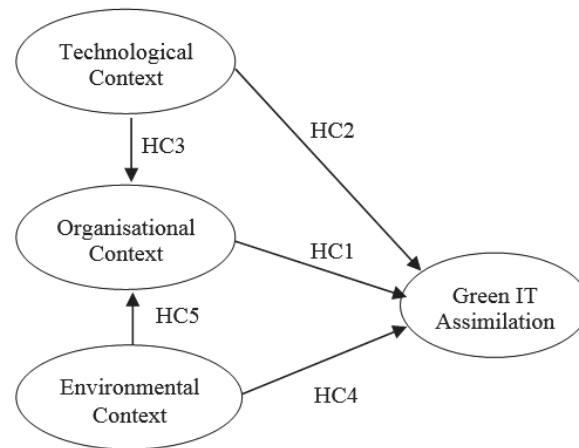 Technological
Context
HC2
HC3
Organisational
Context
HC1
Green IT
Assimilation
HC5
Environmental
Context
HC4